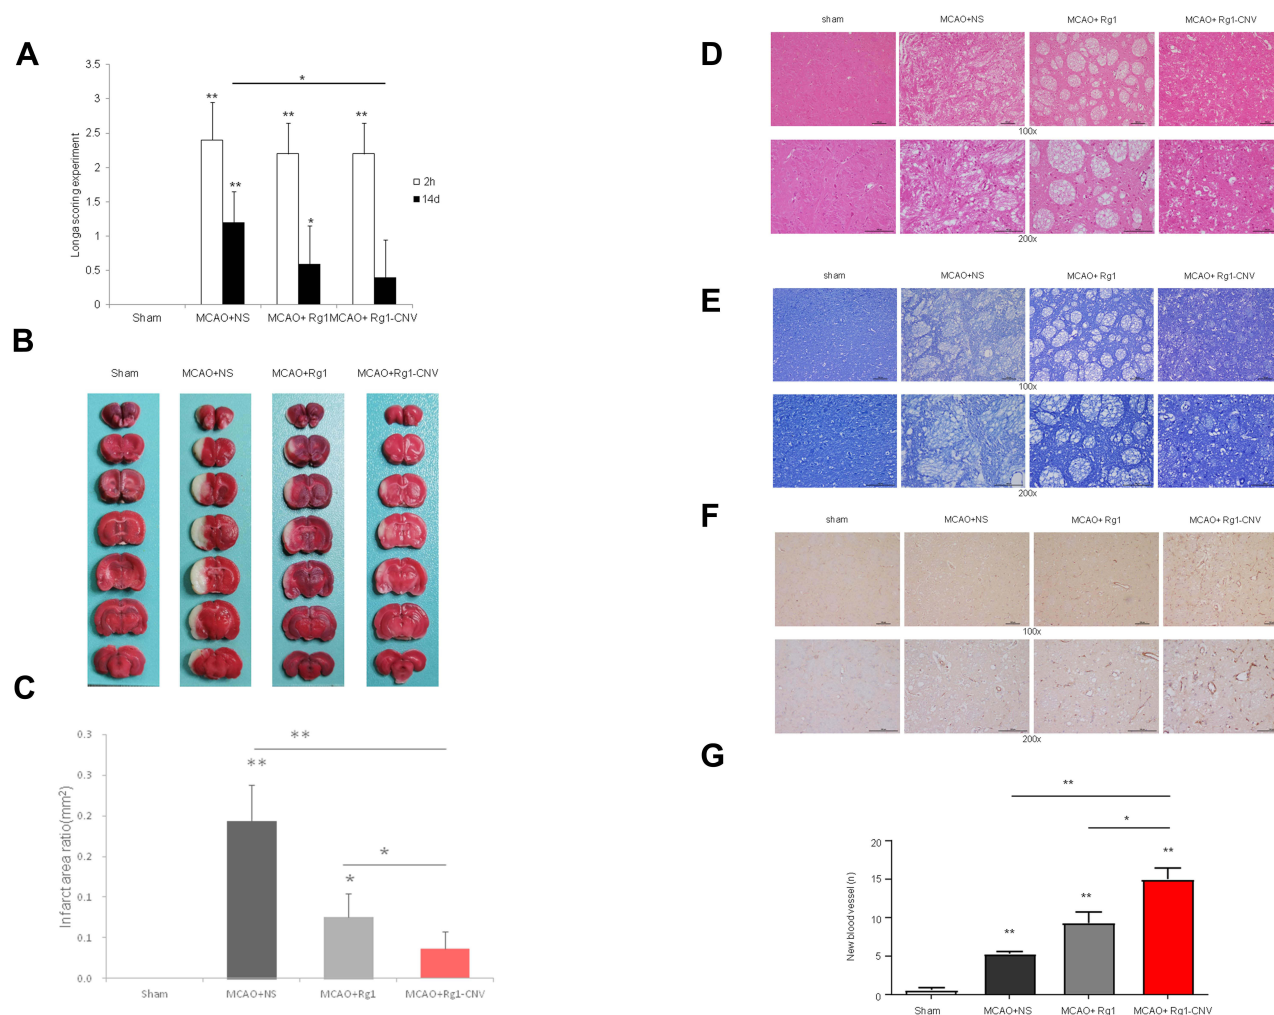 A
3.5
3
2.5
2
1.5
1
0.5
0
Longa scoring experiment
*
**
**
**
**
*
**
2h
14d
Sham
MCAO+NS
MCAO+ Rg1
MCAO+ Rg1-CNV
B
Sham
MCAO+NS
MCAO+Rg1
MCAO+Rg1-CNV
C
0.3
0.3
0.2
0.2
0.1
0.1
0.0
Infarct area ratio(mm²)
**
**
*
*
Sham
MCAO+NS
MCAO+Rg1
MCAO+Rg1-CNV
D
sham
MCAO+NS
MCAO+ Rg1
MCAO+ Rg1-CNV
100x
200x
E
sham
MCAO+NS
MCAO+ Rg1
MCAO+ Rg1-CNV
100x
200x
F
sham
MCAO+NS
MCAO+ Rg1
MCAO+ Rg1-CNV
100x
200x
G
**
*
**
**
**
20
15
10
5
0
New blood vessel (n)
Sham
MCAO+NS
MCAO+ Rg1
MCAO+ Rg1-CNV